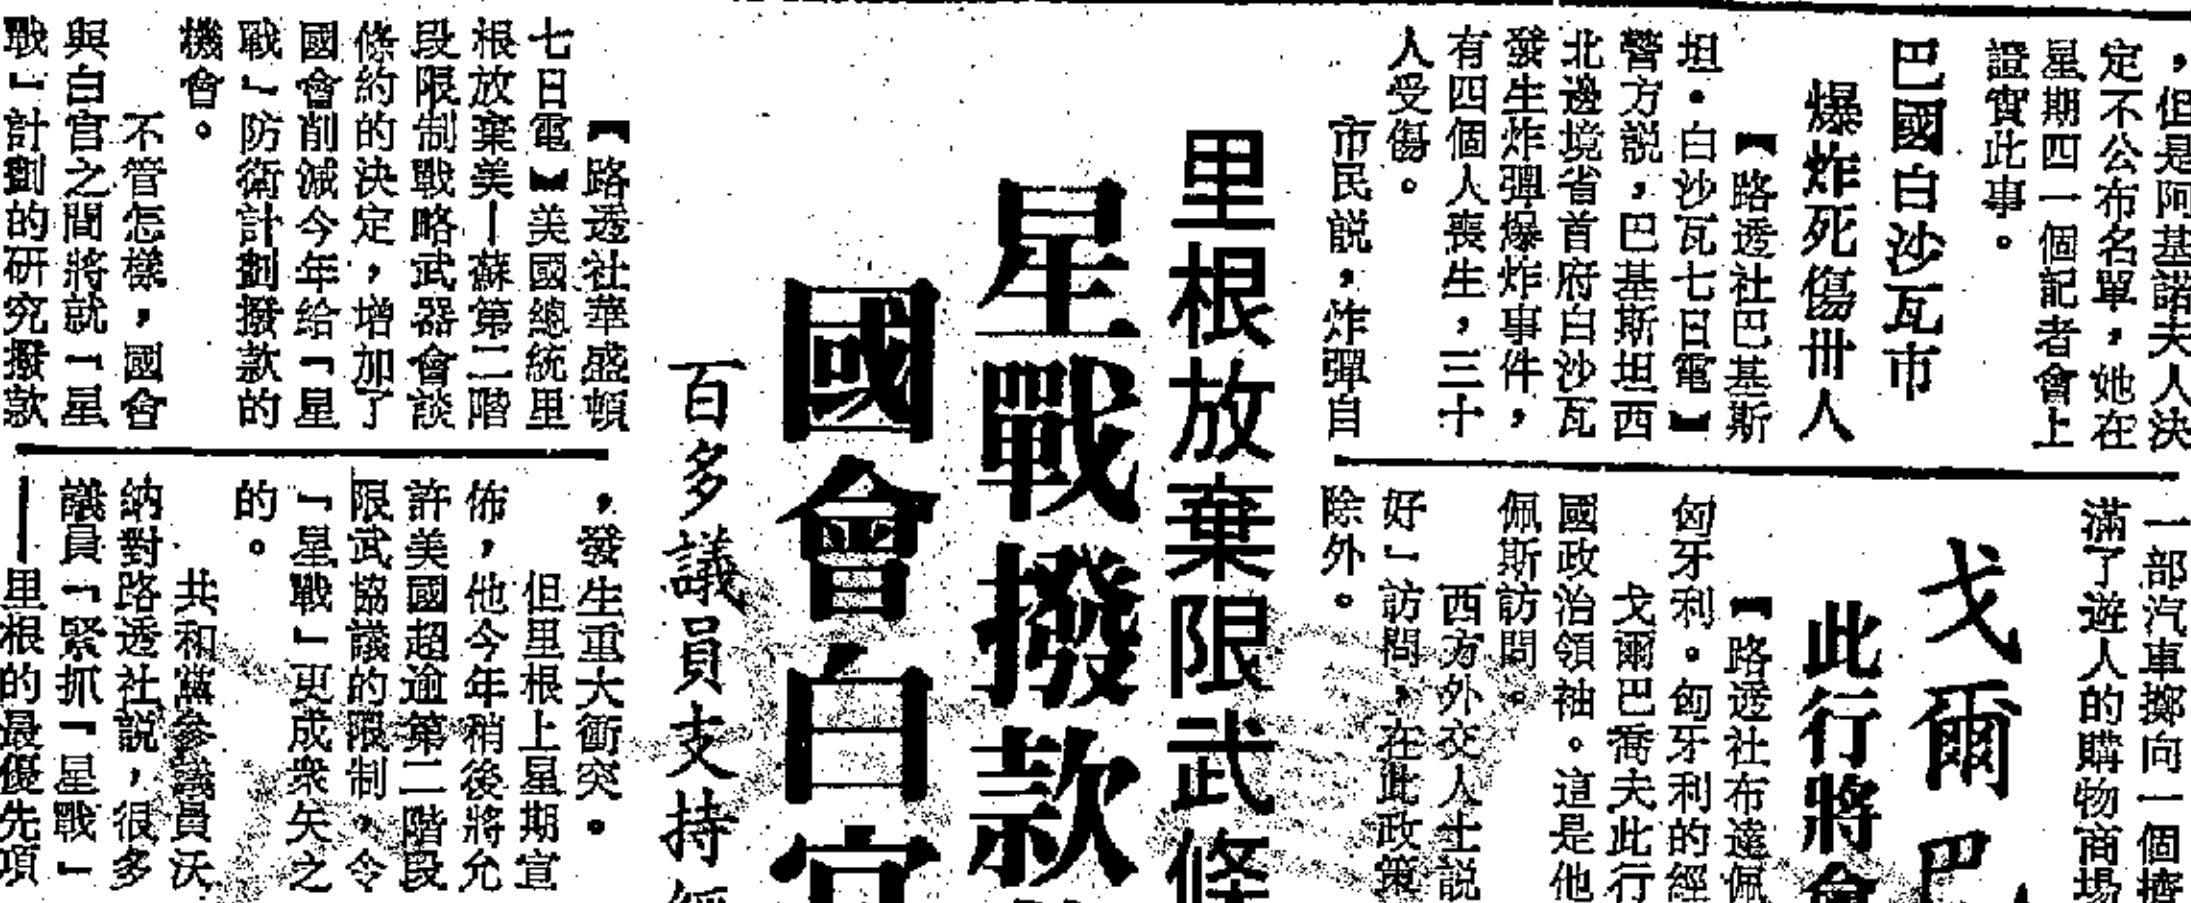 ，但是阿基諾夫人決
定不公布名單，她在
星期四一個記者會上
證實此事。
巴國白沙瓦市
爆炸死傷卅人
【路透社巴基斯
坦·白沙瓦七日電】
警方説，巴基斯坦西
北邊境省首府白沙瓦
發生炸彈爆炸事件，
有四個人喪生，三十
人受傷。
市民説，炸彈自
一部汽車擲向一個擠
滿了遊人的購物商場
戈爾巴
此行將會
【路透社布達佩
匈牙利。匈牙利的經
戈爾巴喬夫此行
國政治領袖。這是他
佩斯訪問。
西方外交人士説
好」訪問，在此政策
除外。
里根放棄限武條
星戰撥款
國會白宮
百多議員支持
【路透社華盛頓
七日電】美國總統里
根放棄美—蘇第二階
段限制戰略武器會談
條約的決定，增加了
國會削減今年給「星
戰」防衛計劃撥款的
機會。
不管怎樣，國會
與白宮之間將就「星
戰」計劃的研究撥款
，發生重大衝突。
但里根上星期宣
佈，他今年稍後將允
許美國超逾第二階段
限武協議的限制，令
「星戰」更成衆矢之
的。
共和黨參議員沃
納對路透社説，很多
議員「緊抓「星戰」
——里根的最優先項